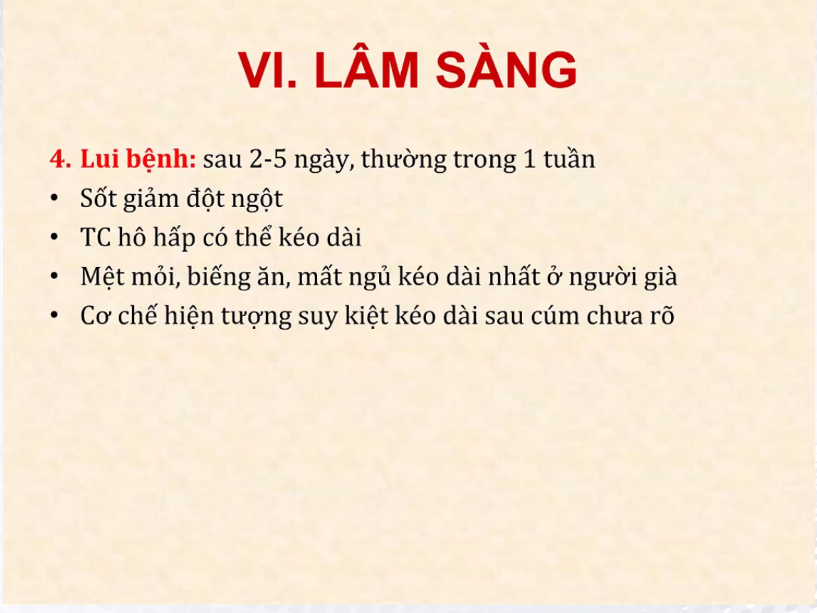 VI. LÂM SÀNG
4. Lui bệnh: sau 2-5 ngày, thường trong 1 tuần
• Sốt giảm đột ngột
• TC hô hấp có thể kéo dài
• Mệt mỏi, biếng ăn, mất ngủ kéo dài nhất ở người già
• Cơ chế hiện tượng suy kiệt kéo dài sau cúm chưa rõ